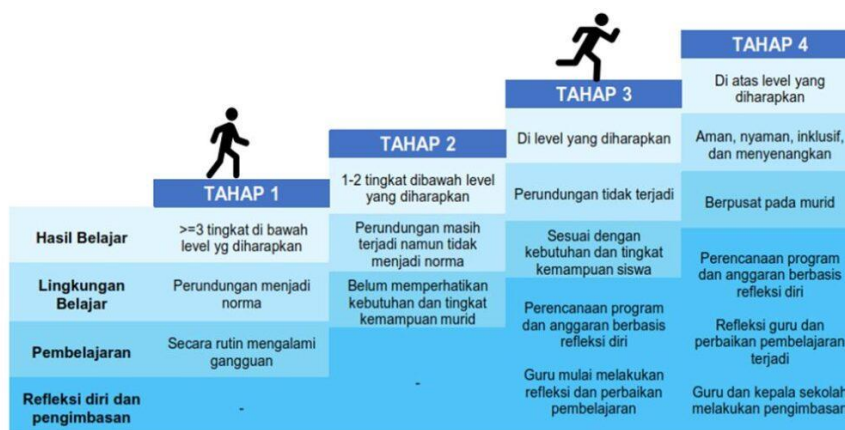 TAHAP 4
Di atas level yang
diharapkan
Aman, nyaman, inklusif,
dan menyenangkan
Berpusat pada murid
Perencanaan program
dan anggaran berbasis
refleksi diri
Refleksi guru dan
perbaikan pembelajaran
terjadi
Guru dan kepala sekolah
melakukan pengimbasan
TAHAP 3
Di level yang diharapkan
Perundungan tidak terjadi
Sesuai dengan
kebutuhan dan tingkat
kemampuan siswa
Perencanaan program
dan anggaran berbasis
refleksi diri
Guru mulai melakukan
refleksi dan perbaikan
pembelajaran
TAHAP 2
1-2 tingkat dibawah level
yang diharapkan
Perundungan masih
terjadi namun tidak
menjadi norma
Belum memperhatikan
kebutuhan dan tingkat
kemampuan murid
-
TAHAP 1
>=3 tingkat di bawah
level yg diharapkan
Perundungan menjadi
norma
Secara rutin mengalami
gangguan
-
Hasil Belajar
Lingkungan
Belajar
Pembelajaran
Refleksi diri dan
pengimbasan